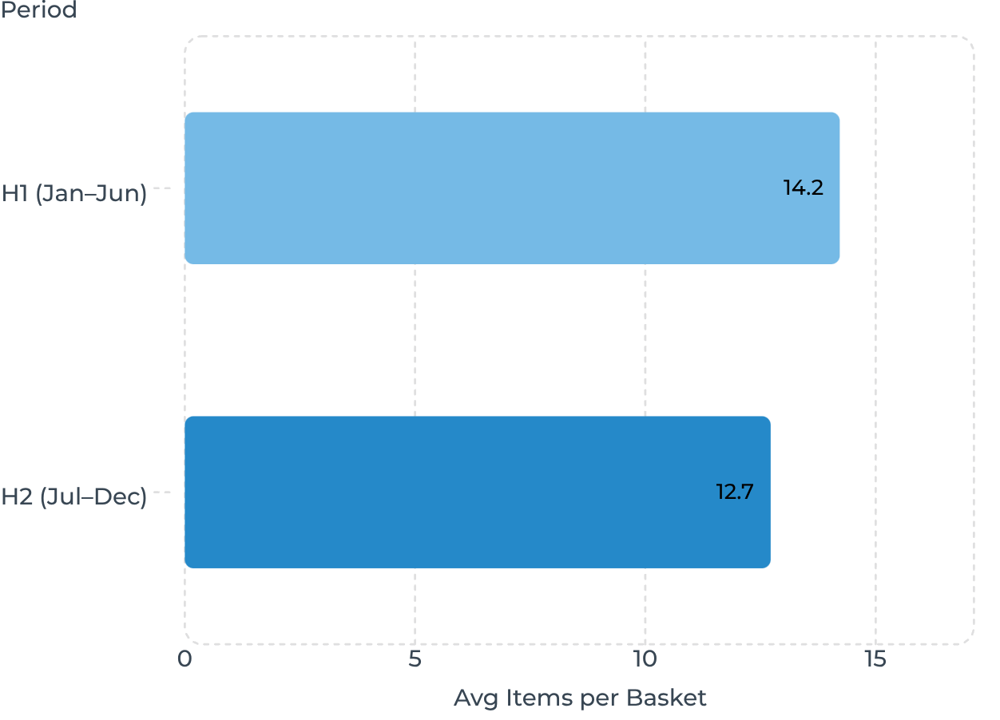 Period
H1 (Jan–Jun)
14.2
H2 (Jul–Dec)
12.7
0 5 10 15
Avg Items per Basket